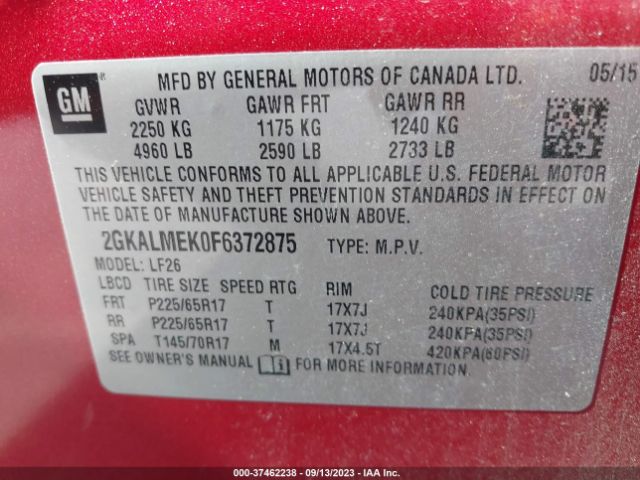 GM ®
MFD BY GENERAL MOTORS OF CANADA LTD. 05/15
GVWR GAWR FRT GAWR RR
2250 KG 1175 KG 1240 KG
4960 LB 2590 LB 2733 LB
THIS VEHICLE CONFORMS TO ALL APPLICABLE U.S. FEDERAL MOTOR
VEHICLE SAFETY AND THEFT PREVENTION STANDARDS IN EFFECT ON
THE DATE OF MANUFACTURE SHOWN ABOVE.
2GKALMEK0F6372875 TYPE: M.P.V.
MODEL: LF26
LBCD TIRE SIZE SPEED RTG RIM COLD TIRE PRESSURE
FRT P225/65R17 T 17X7J 240KPA(35PSI)
RR P225/65R17 T 17X7J 240KPA(35PSI)
SPA T145/70R17 M 17X4.5T 420KPA(60PSI)
SEE OWNER'S MANUAL FOR MORE INFORMATION.
000-37462238 - 09/13/2023 - IAA Inc.